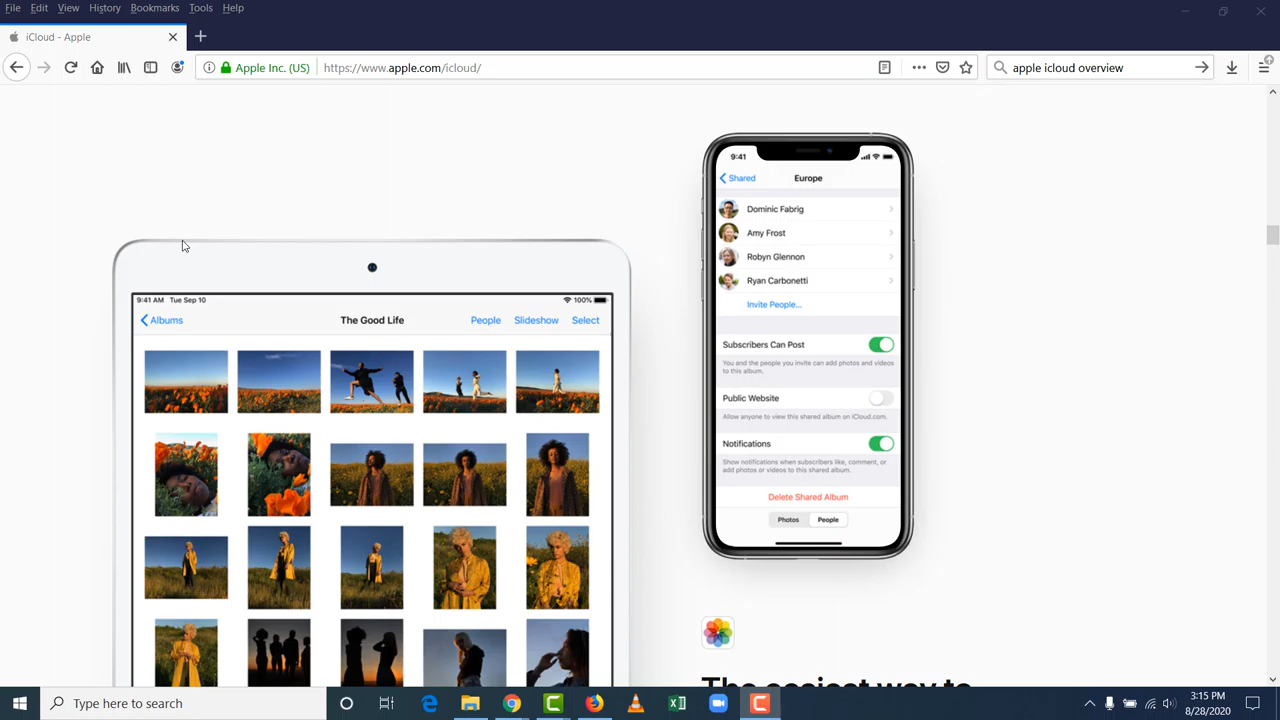 File Edit View History Bookmarks Tools Help
iCloud - Apple
Apple Inc. (US) https://www.apple.com/icloud/
apple icloud overview
9:41
Shared Europe
Dominic Fabrig
Amy Frost
Robyn Glennon
Ryan Carbonetti
Invite People...
Subscribers Can Post
You and the people you invite can add photos and videos
to this album.
Public Website
Allow anyone to view this shared album on iCloud.com.
Notifications
Show notifications when subscribers like, comment, or
add photos or videos to this shared album.
Delete Shared Album
Photos People
9:41 AM Tue Sep 10 100%
Albums The Good Life People Slideshow Select
The easiest way to
Type here to search
3:15 PM
8/28/2020